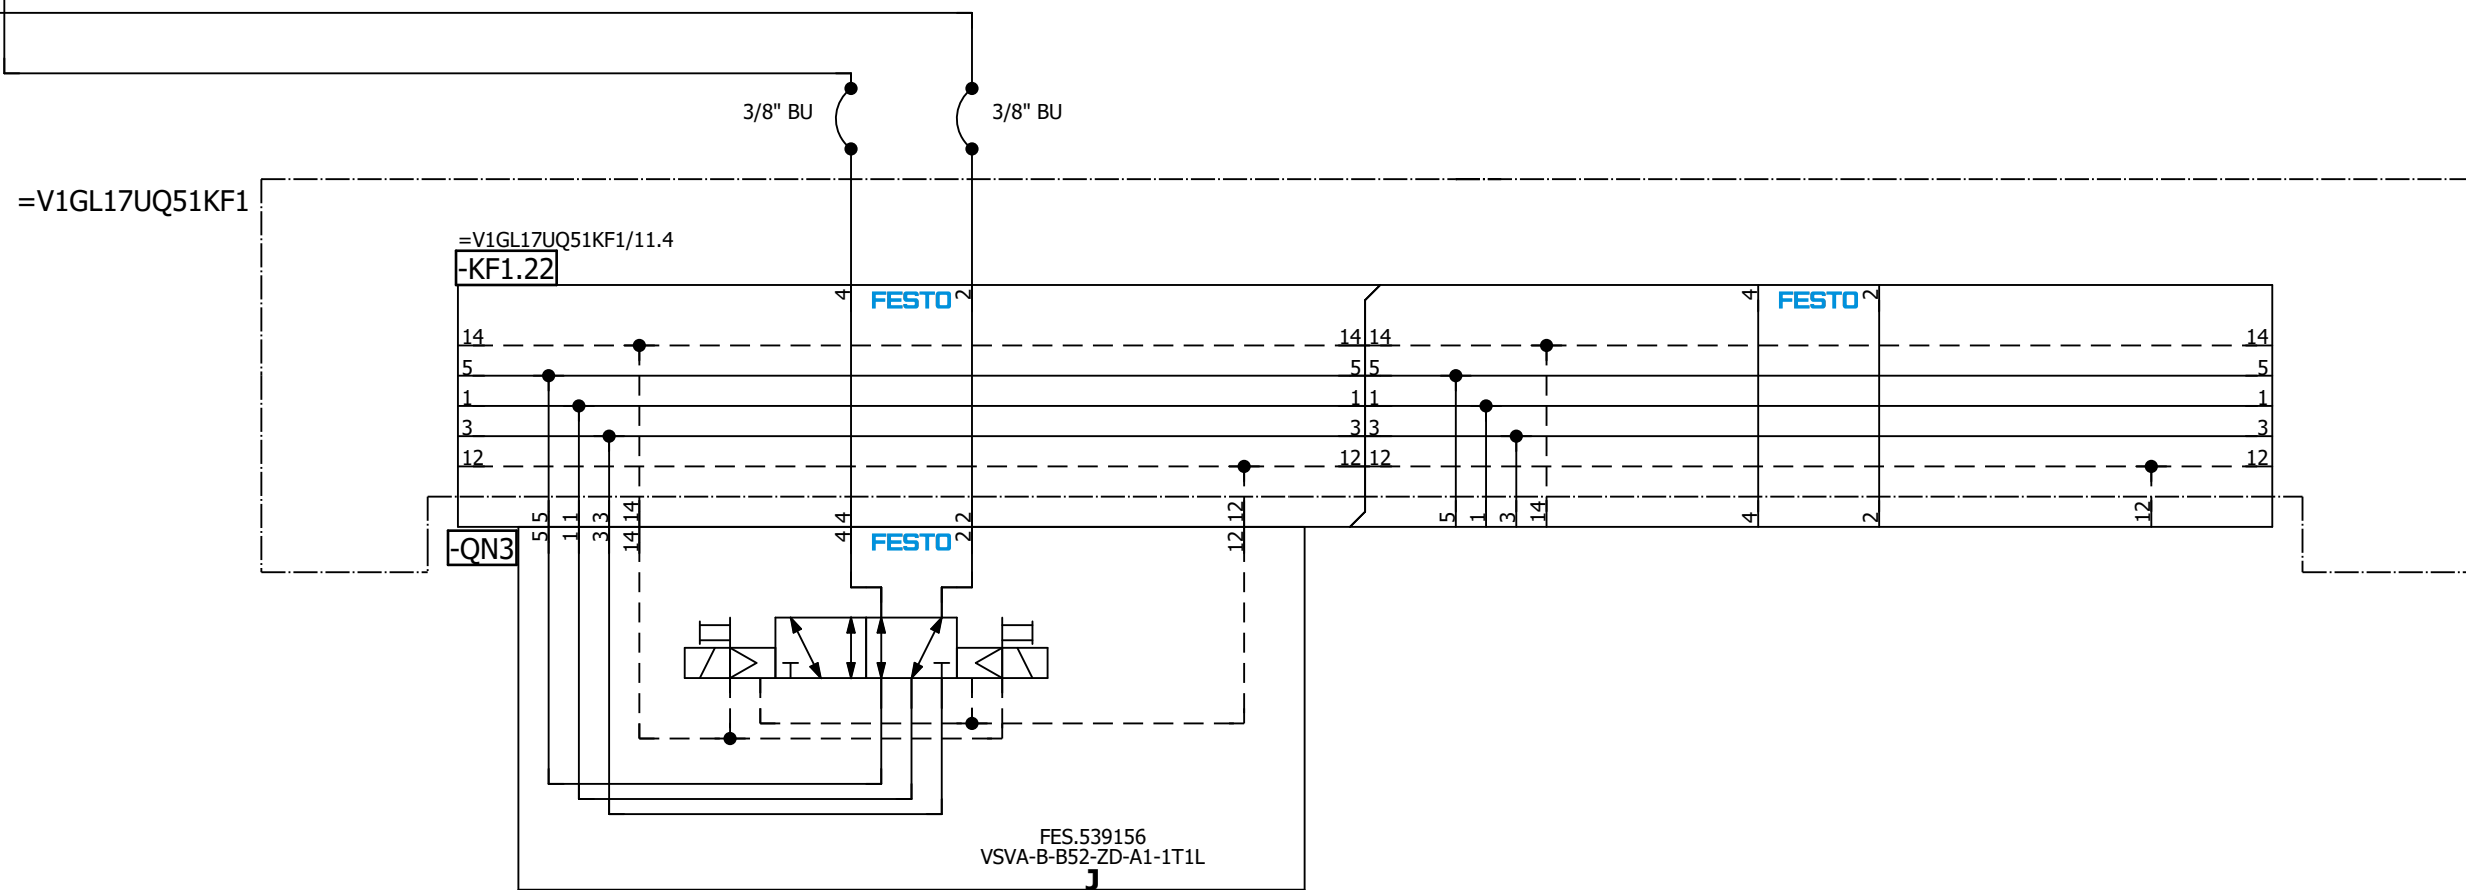 3/8" BU
3/8" BU
=V1GL17UQ51KF1
=V1GL17UQ51KF1/11.4
-KF1.22
4 FESTO 2
4 FESTO 2
14 14 14 14
5 5 5 5
1 1 1 1
3 3 3 3
12 12 12 12
5 1 3 14 4 2 12
5 1 3 14 4 2 12
-QN3
5 1 3 14 4 FESTO 2 12
FES.539156
VSVA-B-B52-ZD-A1-1T1L
J